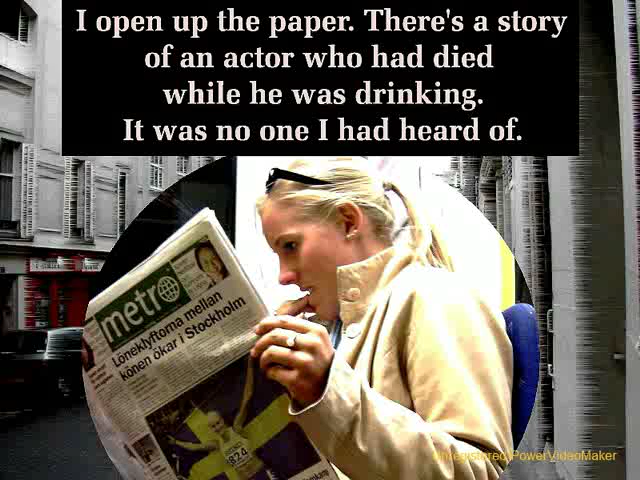 I open up the paper. There's a story
of an actor who had died
while he was drinking.
It was no one I had heard of.
metro
Löneklyftorna mellan
könen ökar i Stockholm
824
Unregistered PowerVideoMaker